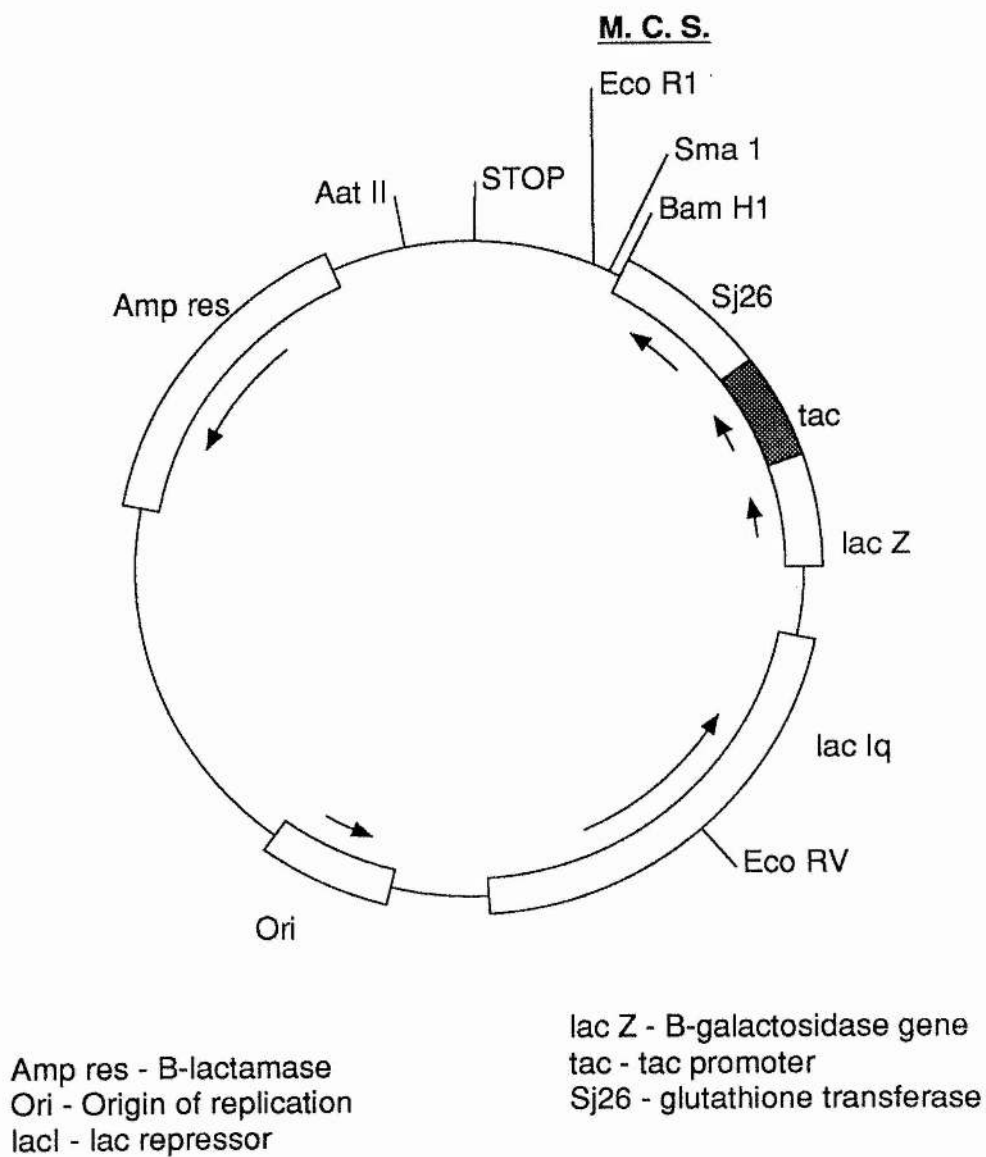 M. C. S.
Eco R1
Sma 1
STOP
Aat II
Bam H1
Sj26
Amp res
tac
lac Z
lac Iq
Eco RV
Ori
lac Z - B-galactosidase gene
Amp res - B-lactamase
tac - tac promoter
Ori - Origin of replication
Sj26 - glutathione transferase
lacI - lac repressor